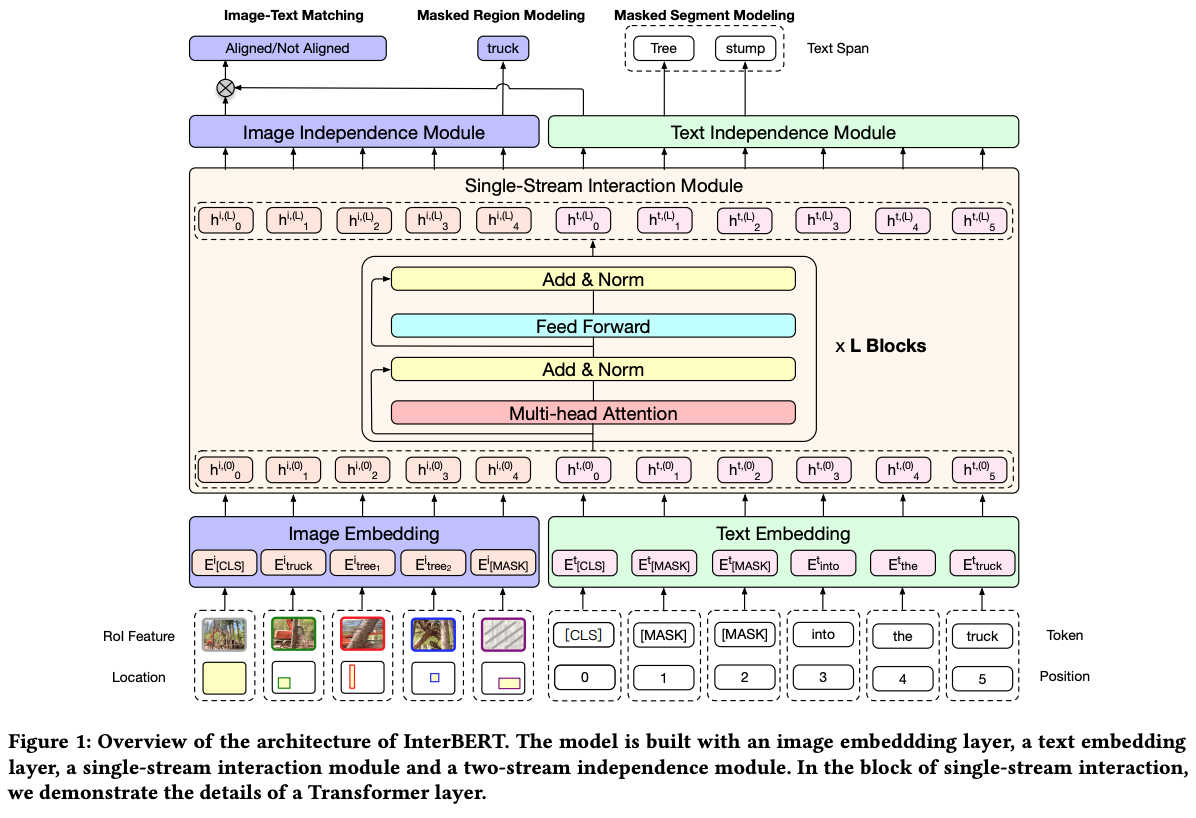 Image-Text Matching Masked Region Modeling Masked Segment Modeling
Aligned/Not Aligned truck Tree stump Text Span
Image Independence Module Text Independence Module
Single-Stream Interaction Module
h^{i,(L)}_0 h^{i,(L)}_1 h^{i,(L)}_2 h^{i,(L)}_3 h^{i,(L)}_4 h^{t,(L)}_0 h^{t,(L)}_1 h^{t,(L)}_2 h^{t,(L)}_3 h^{t,(L)}_4 h^{t,(L)}_5
Add & Norm
Feed Forward
x L Blocks
Add & Norm
Multi-head Attention
h^{i,(0)}_0 h^{i,(0)}_1 h^{i,(0)}_2 h^{i,(0)}_3 h^{i,(0)}_4 h^{t,(0)}_0 h^{t,(0)}_1 h^{t,(0)}_2 h^{t,(0)}_3 h^{t,(0)}_4 h^{t,(0)}_5
Image Embedding Text Embedding
E^i_{[CLS]} E^i_{truck} E^i_{tree_1} E^i_{tree_2} E^i_{[MASK]} E^t_{[CLS]} E^t_{[MASK]} E^t_{[MASK]} E^t_{into} E^t_{the} E^t_{truck}
RoI Feature [CLS] [MASK] [MASK] into the truck Token
Location 0 1 2 3 4 5 Position
Figure 1: Overview of the architecture of InterBERT. The model is built with an image embeddding layer, a text embedding
layer, a single-stream interaction module and a two-stream independence module. In the block of single-stream interaction,
we demonstrate the details of a Transformer layer.